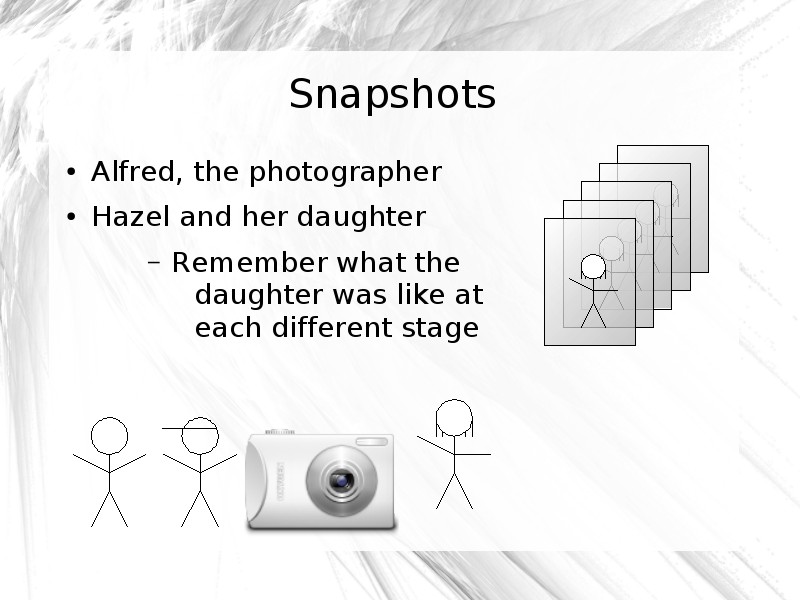 Snapshots
• Alfred, the photographer
• Hazel and her daughter
– Remember what the
daughter was like at
each different stage